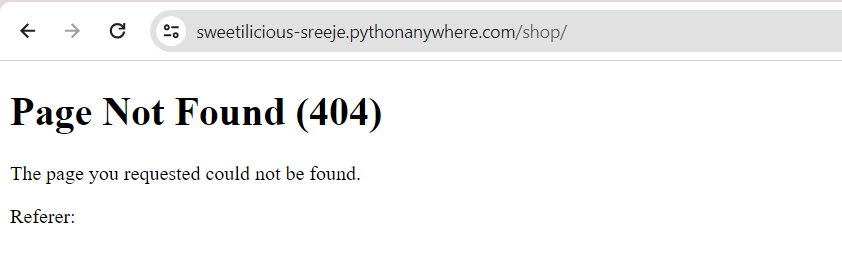 sweetilicious-sreeje.pythonanywhere.com/shop/
Page Not Found (404)
The page you requested could not be found.
Referer: